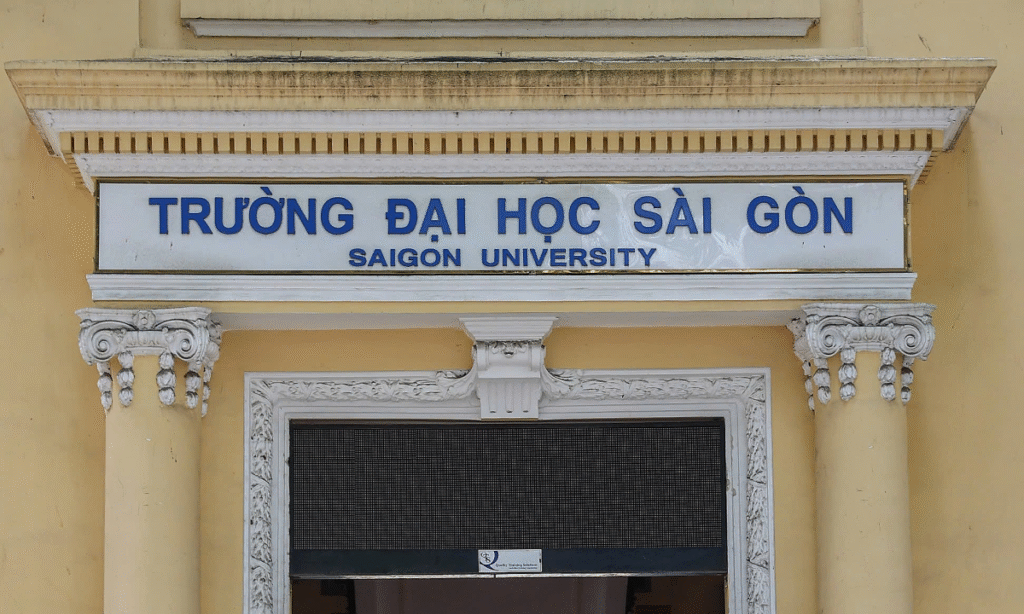 TRƯỜNG ĐẠI HỌC SÀI GÒN
SAIGON UNIVERSITY